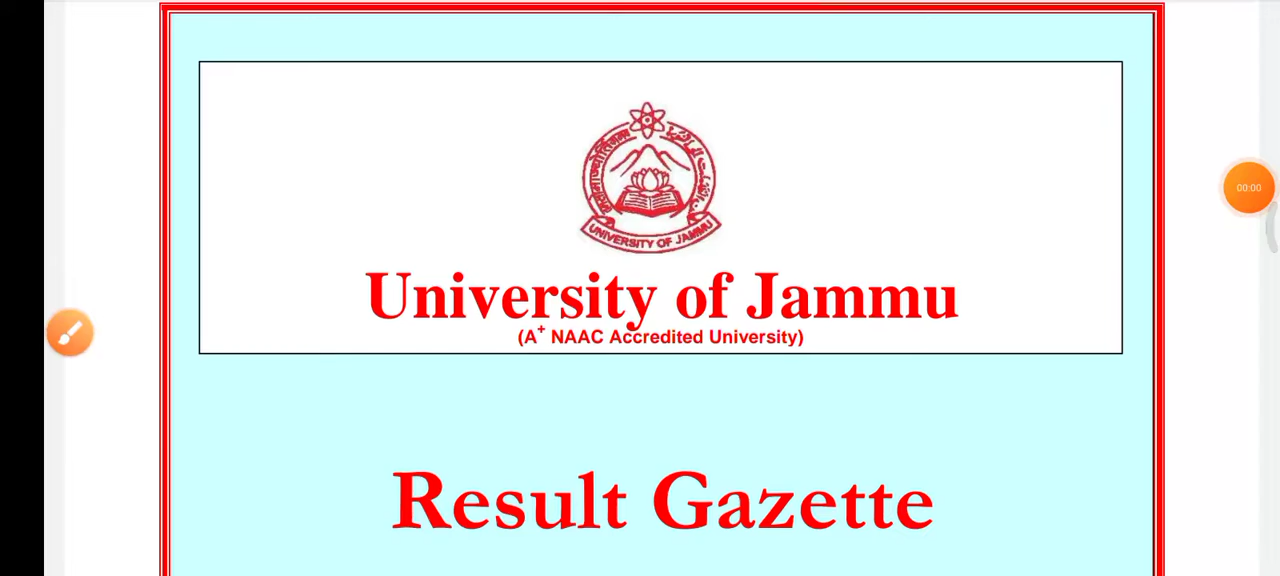 UNIVERSITY OF JAMMU
University of Jammu
(A+ NAAC Accredited University)
Result Gazette
00:00